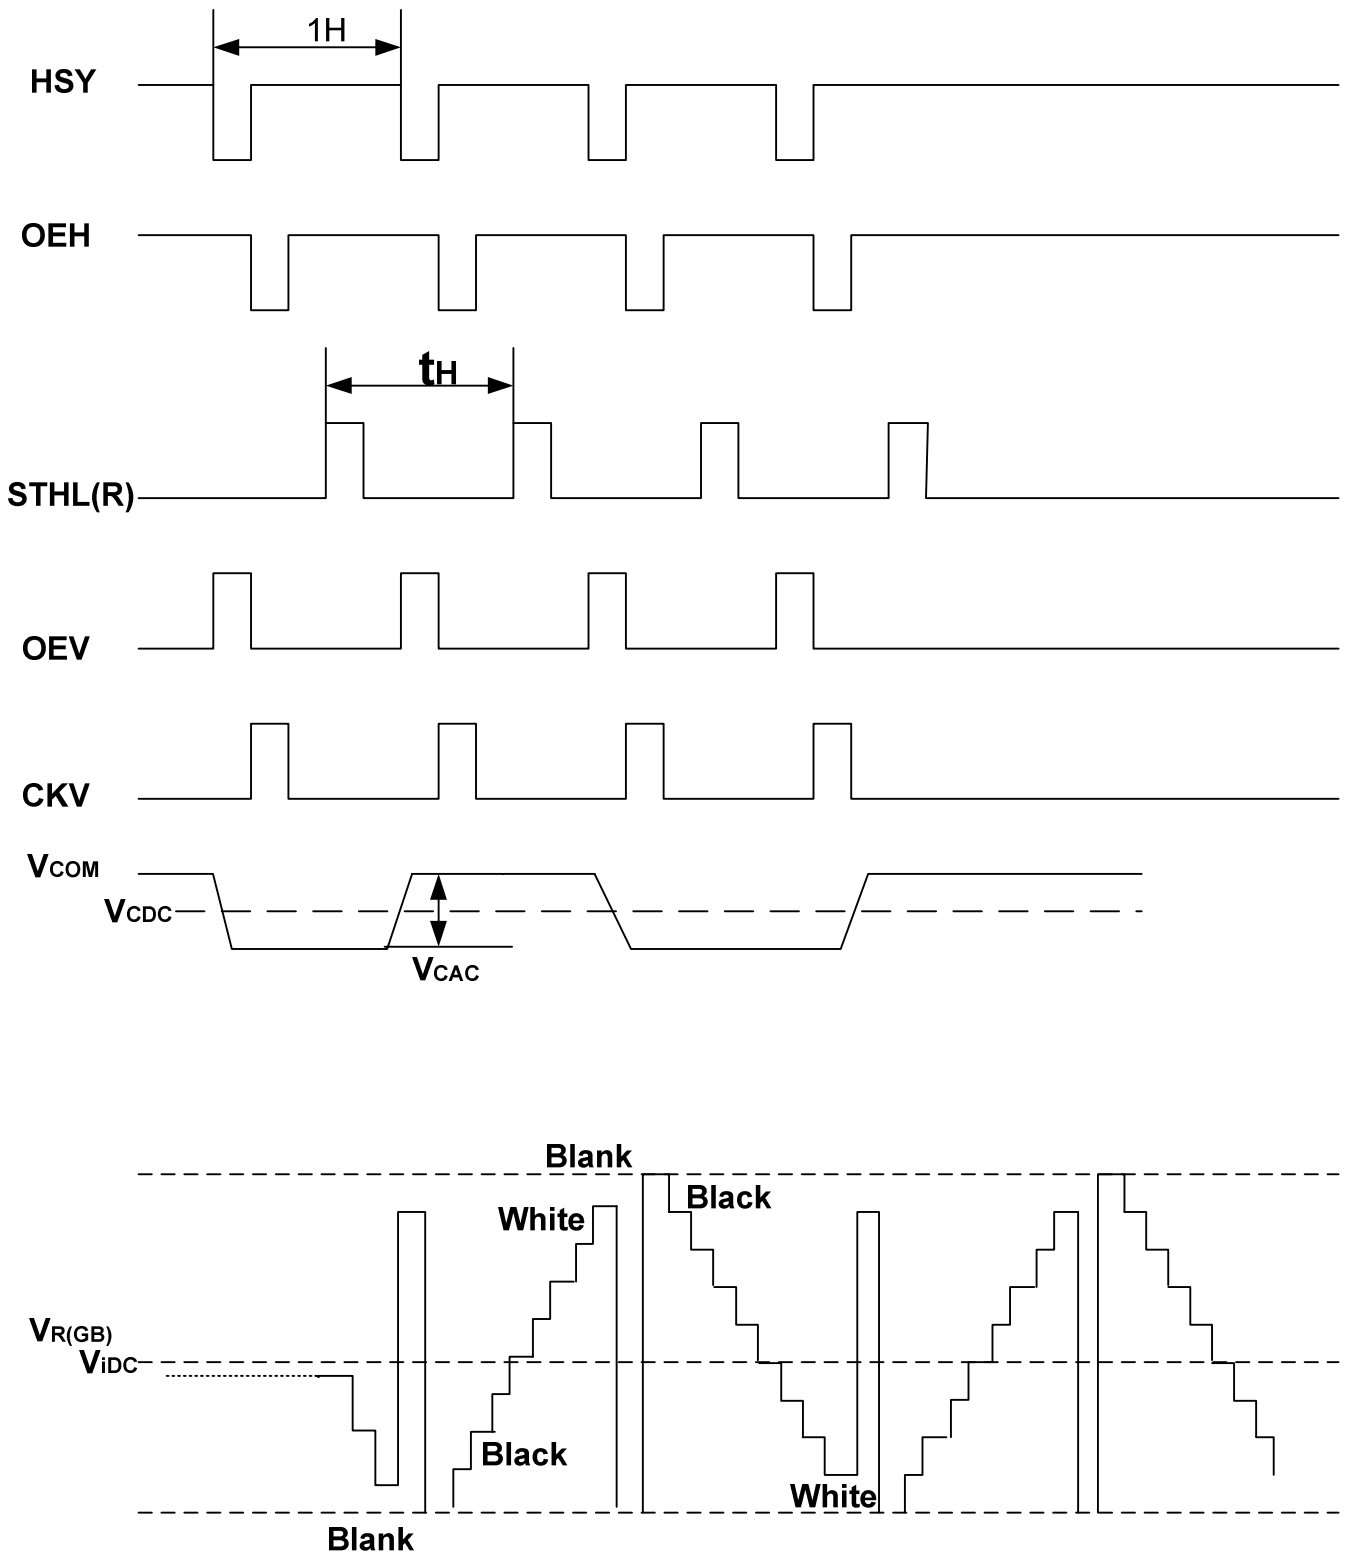 1H
HSY
OEH
tH
STHL(R)
OEV
CKV
VCOM
VCDC
VCAC
Blank
Black
White
VR(GB)
ViDC
Black
White
Blank